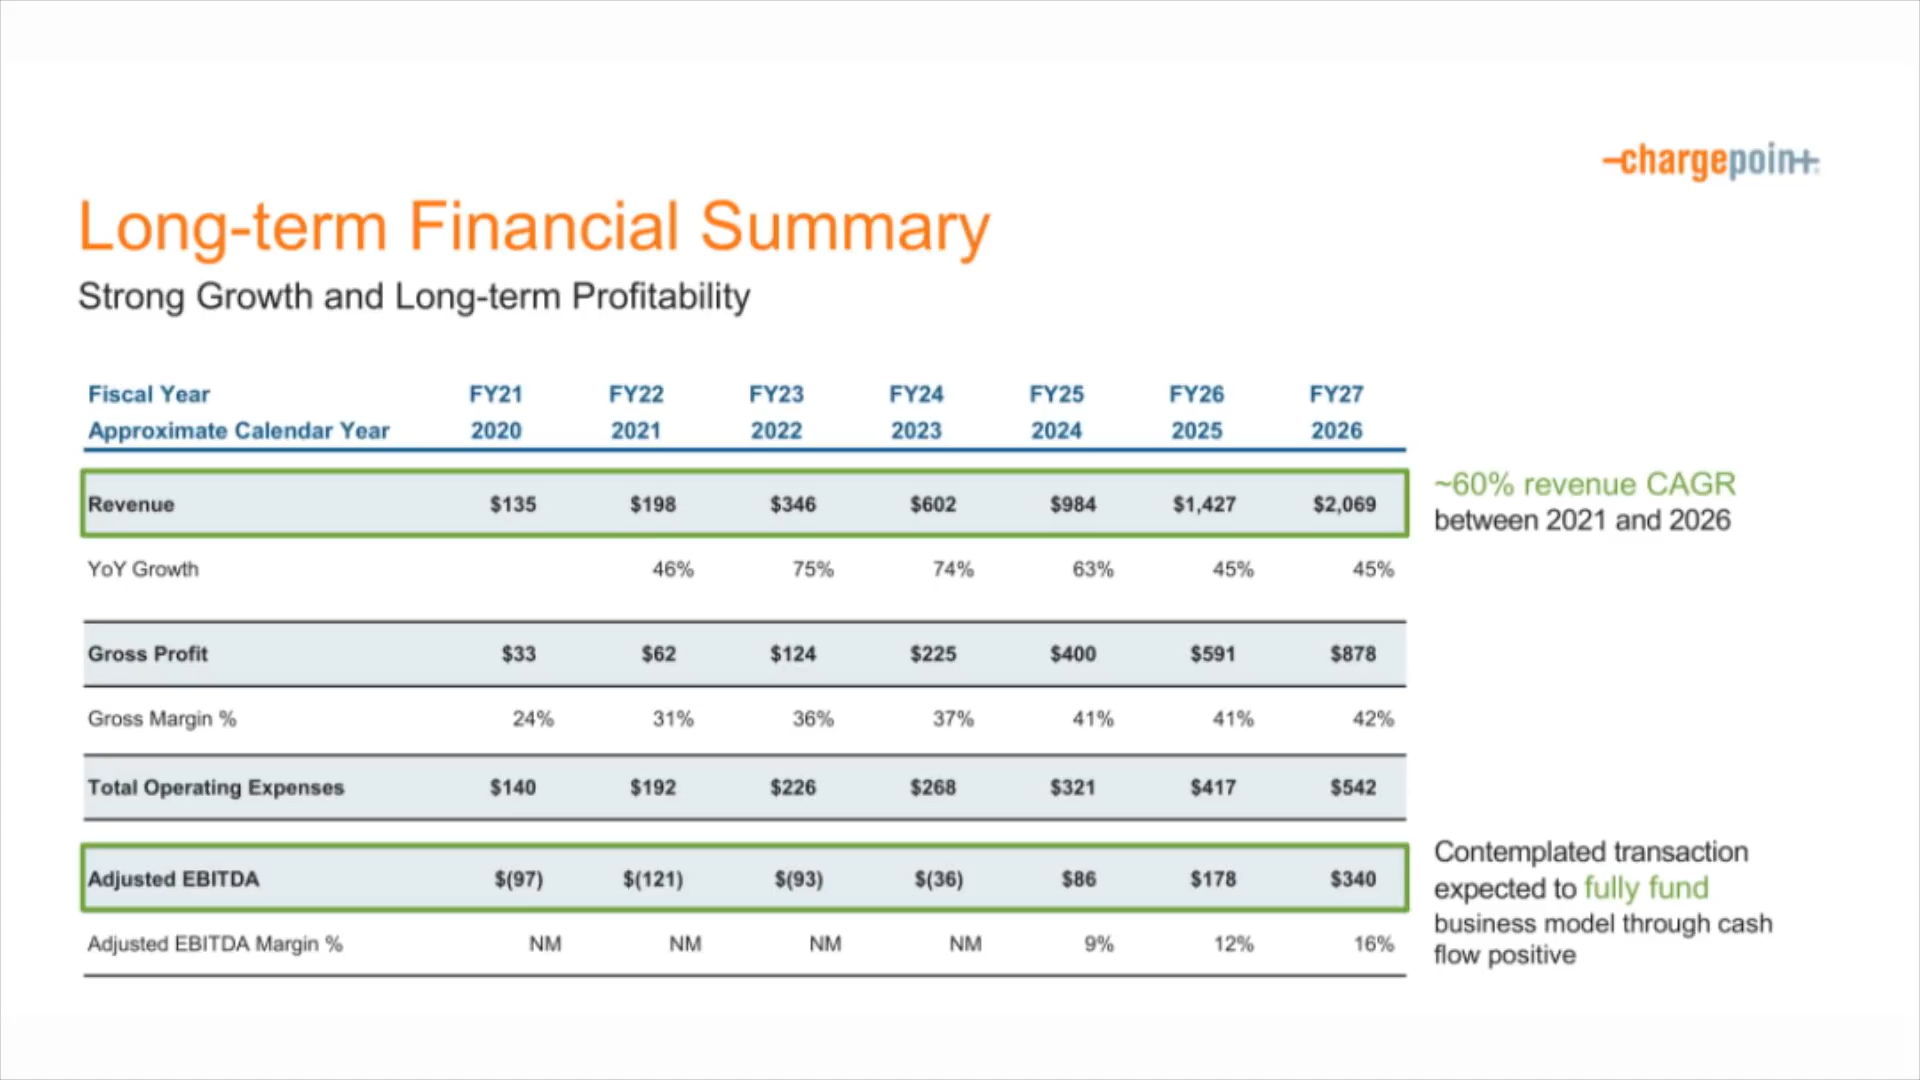 -chargepoint.
Long-term Financial Summary
Strong Growth and Long-term Profitability
Fiscal Year FY21 FY22 FY23 FY24 FY25 FY26 FY27
Approximate Calendar Year 2020 2021 2022 2023 2024 2025 2026
Revenue $135 $198 $346 $602 $984 $1,427 $2,069
~60% revenue CAGR
between 2021 and 2026
YoY Growth 46% 75% 74% 63% 45% 45%
Gross Profit $33 $62 $124 $225 $400 $591 $878
Gross Margin % 24% 31% 36% 37% 41% 41% 42%
Total Operating Expenses $140 $192 $226 $268 $321 $417 $542
Adjusted EBITDA $(97) $(121) $(93) $(36) $86 $178 $340
Adjusted EBITDA Margin % NM NM NM NM 9% 12% 16%
Contemplated transaction
expected to fully fund
business model through cash
flow positive